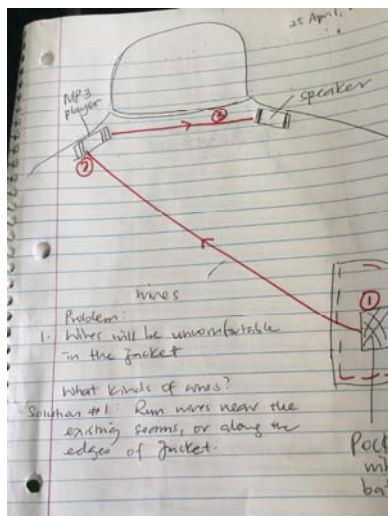 25 April,
MP3
player
speaker
②
①
①
wires
Problem:
1. Wires will be uncomfortable
in the jacket
What kinds of wires?
Solution #1: Run wires near the
existing seams, or along the
edges of jacket.
Pock
wi
ba